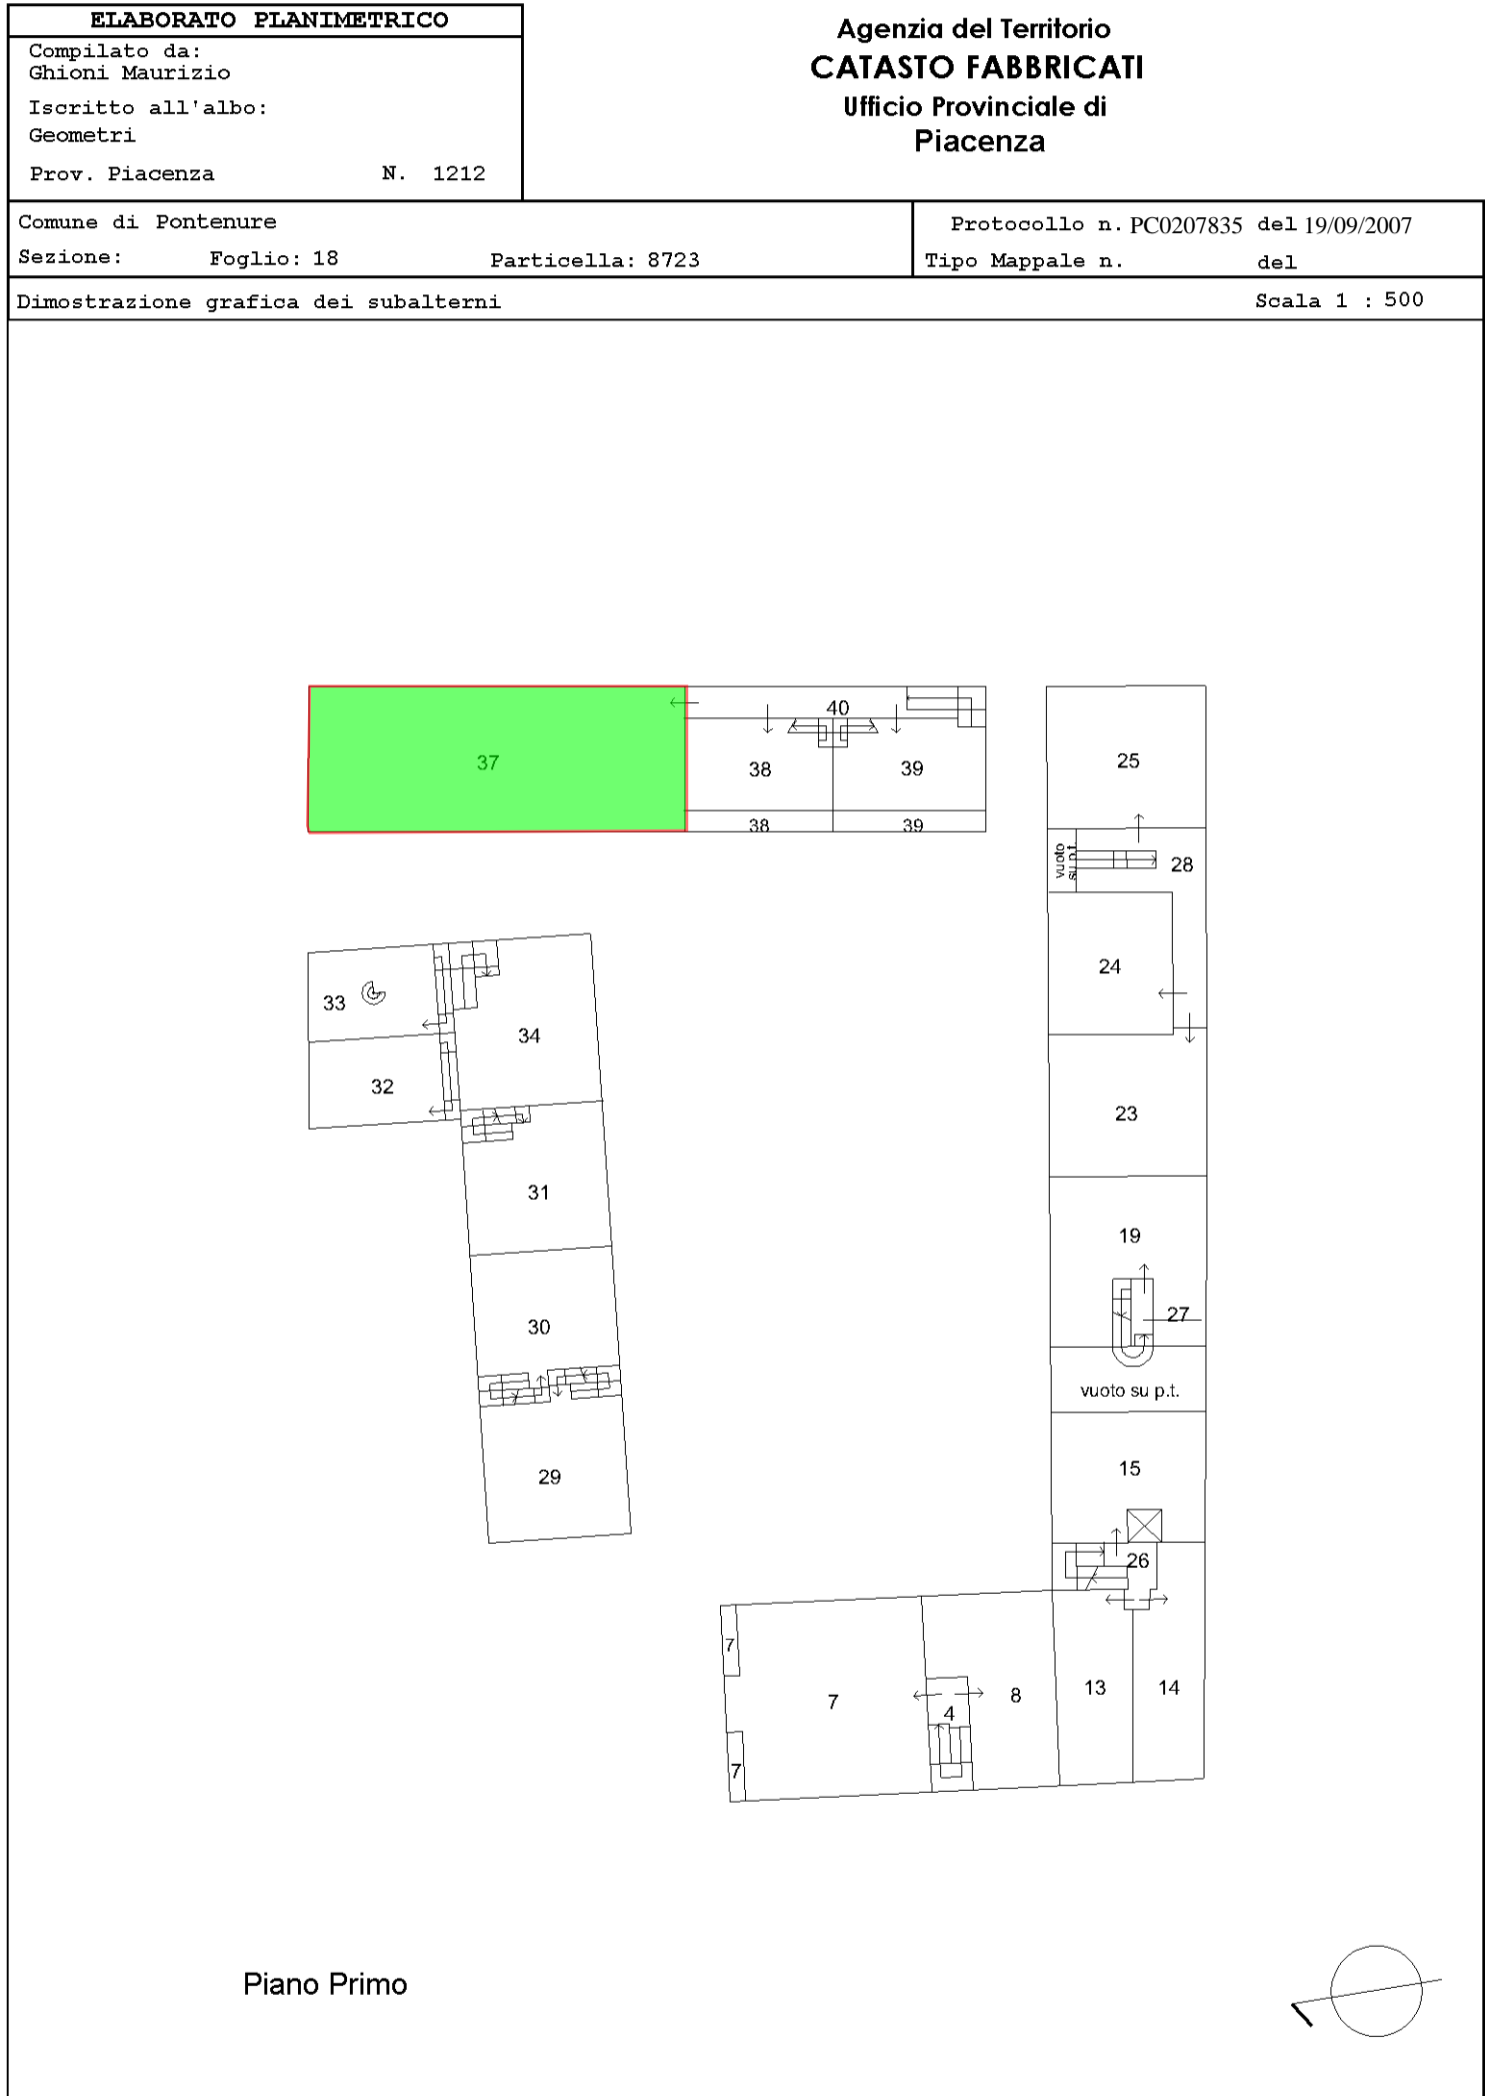 ELABORATO PLANIMETRICO
Compilato da:
Ghioni Maurizio
Iscritto all'albo:
Geometri
Prov. Piacenza N. 1212
Agenzia del Territorio
CATASTO FABBRICATI
Ufficio Provinciale di
Piacenza
Comune di Pontenure
Sezione: Foglio: 18 Particella: 8723
Protocollo n. PC0207835 del 19/09/2007
Tipo Mappale n. del
Dimostrazione grafica dei subalterni Scala 1 : 500
40
37
38
39
38
39
25
vuoto
su p.t.
28
24
33
34
32
23
31
19
30
27
vuoto su p.t.
29
15
26
7
7
8
13
14
4
7
Piano Primo